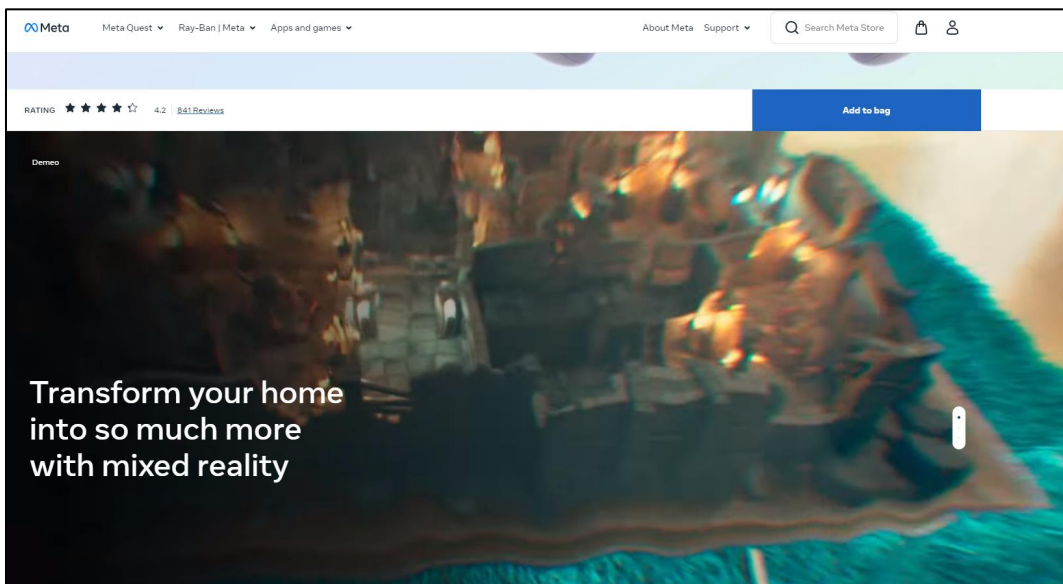 Meta Meta Quest Ray-Ban | Meta Apps and games About Meta Support Search Meta Store
RATING 4.2 | 841 Reviews Add to bag
Demeo
Transform your home
into so much more
with mixed reality